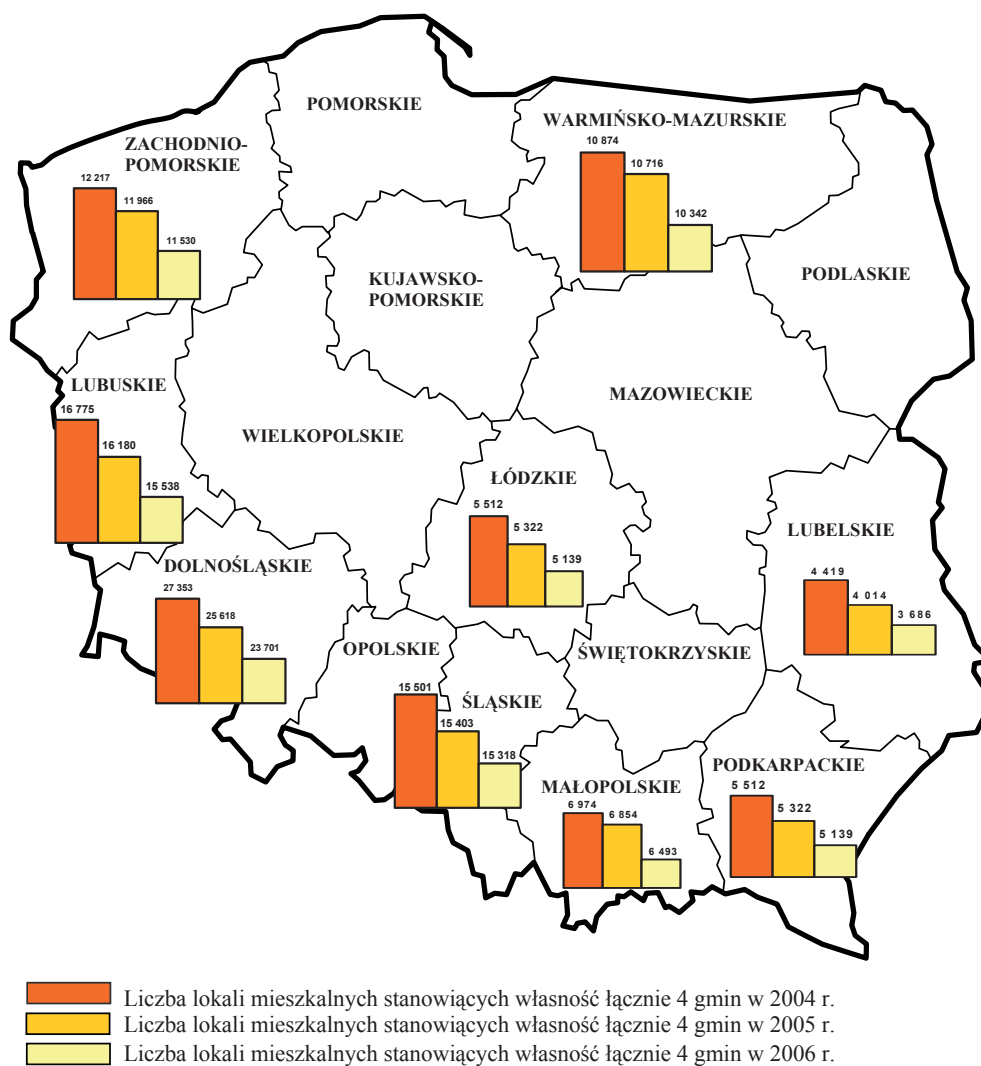 POMORSKIE
WARMIŃSKO-MAZURSKIE
10 874
10 716
10 342
ZACHODNIO-
POMORSKIE
12 217
11 966
11 530
KUJAWSKO-
POMORSKIE
PODLASKIE
LUBUSKIE
16 775
16 180
15 538
WIELKOPOLSKIE
MAZOWIECKIE
ŁÓDZKIE
5 512
5 322
5 139
LUBELSKIE
4 419
4 014
3 686
DOLNOŚLĄSKIE
27 353
25 618
23 701
OPOLSKIE
ŚLĄSKIE
15 501
15 403
15 318
ŚWIĘTOKRZYSKIE
MAŁOPOLSKIE
6 974
6 854
6 493
PODKARPACKIE
5 512
5 322
5 139
Liczba lokali mieszkalnych stanowiących własność łącznie 4 gmin w 2004 r.
Liczba lokali mieszkalnych stanowiących własność łącznie 4 gmin w 2005 r.
Liczba lokali mieszkalnych stanowiących własność łącznie 4 gmin w 2006 r.